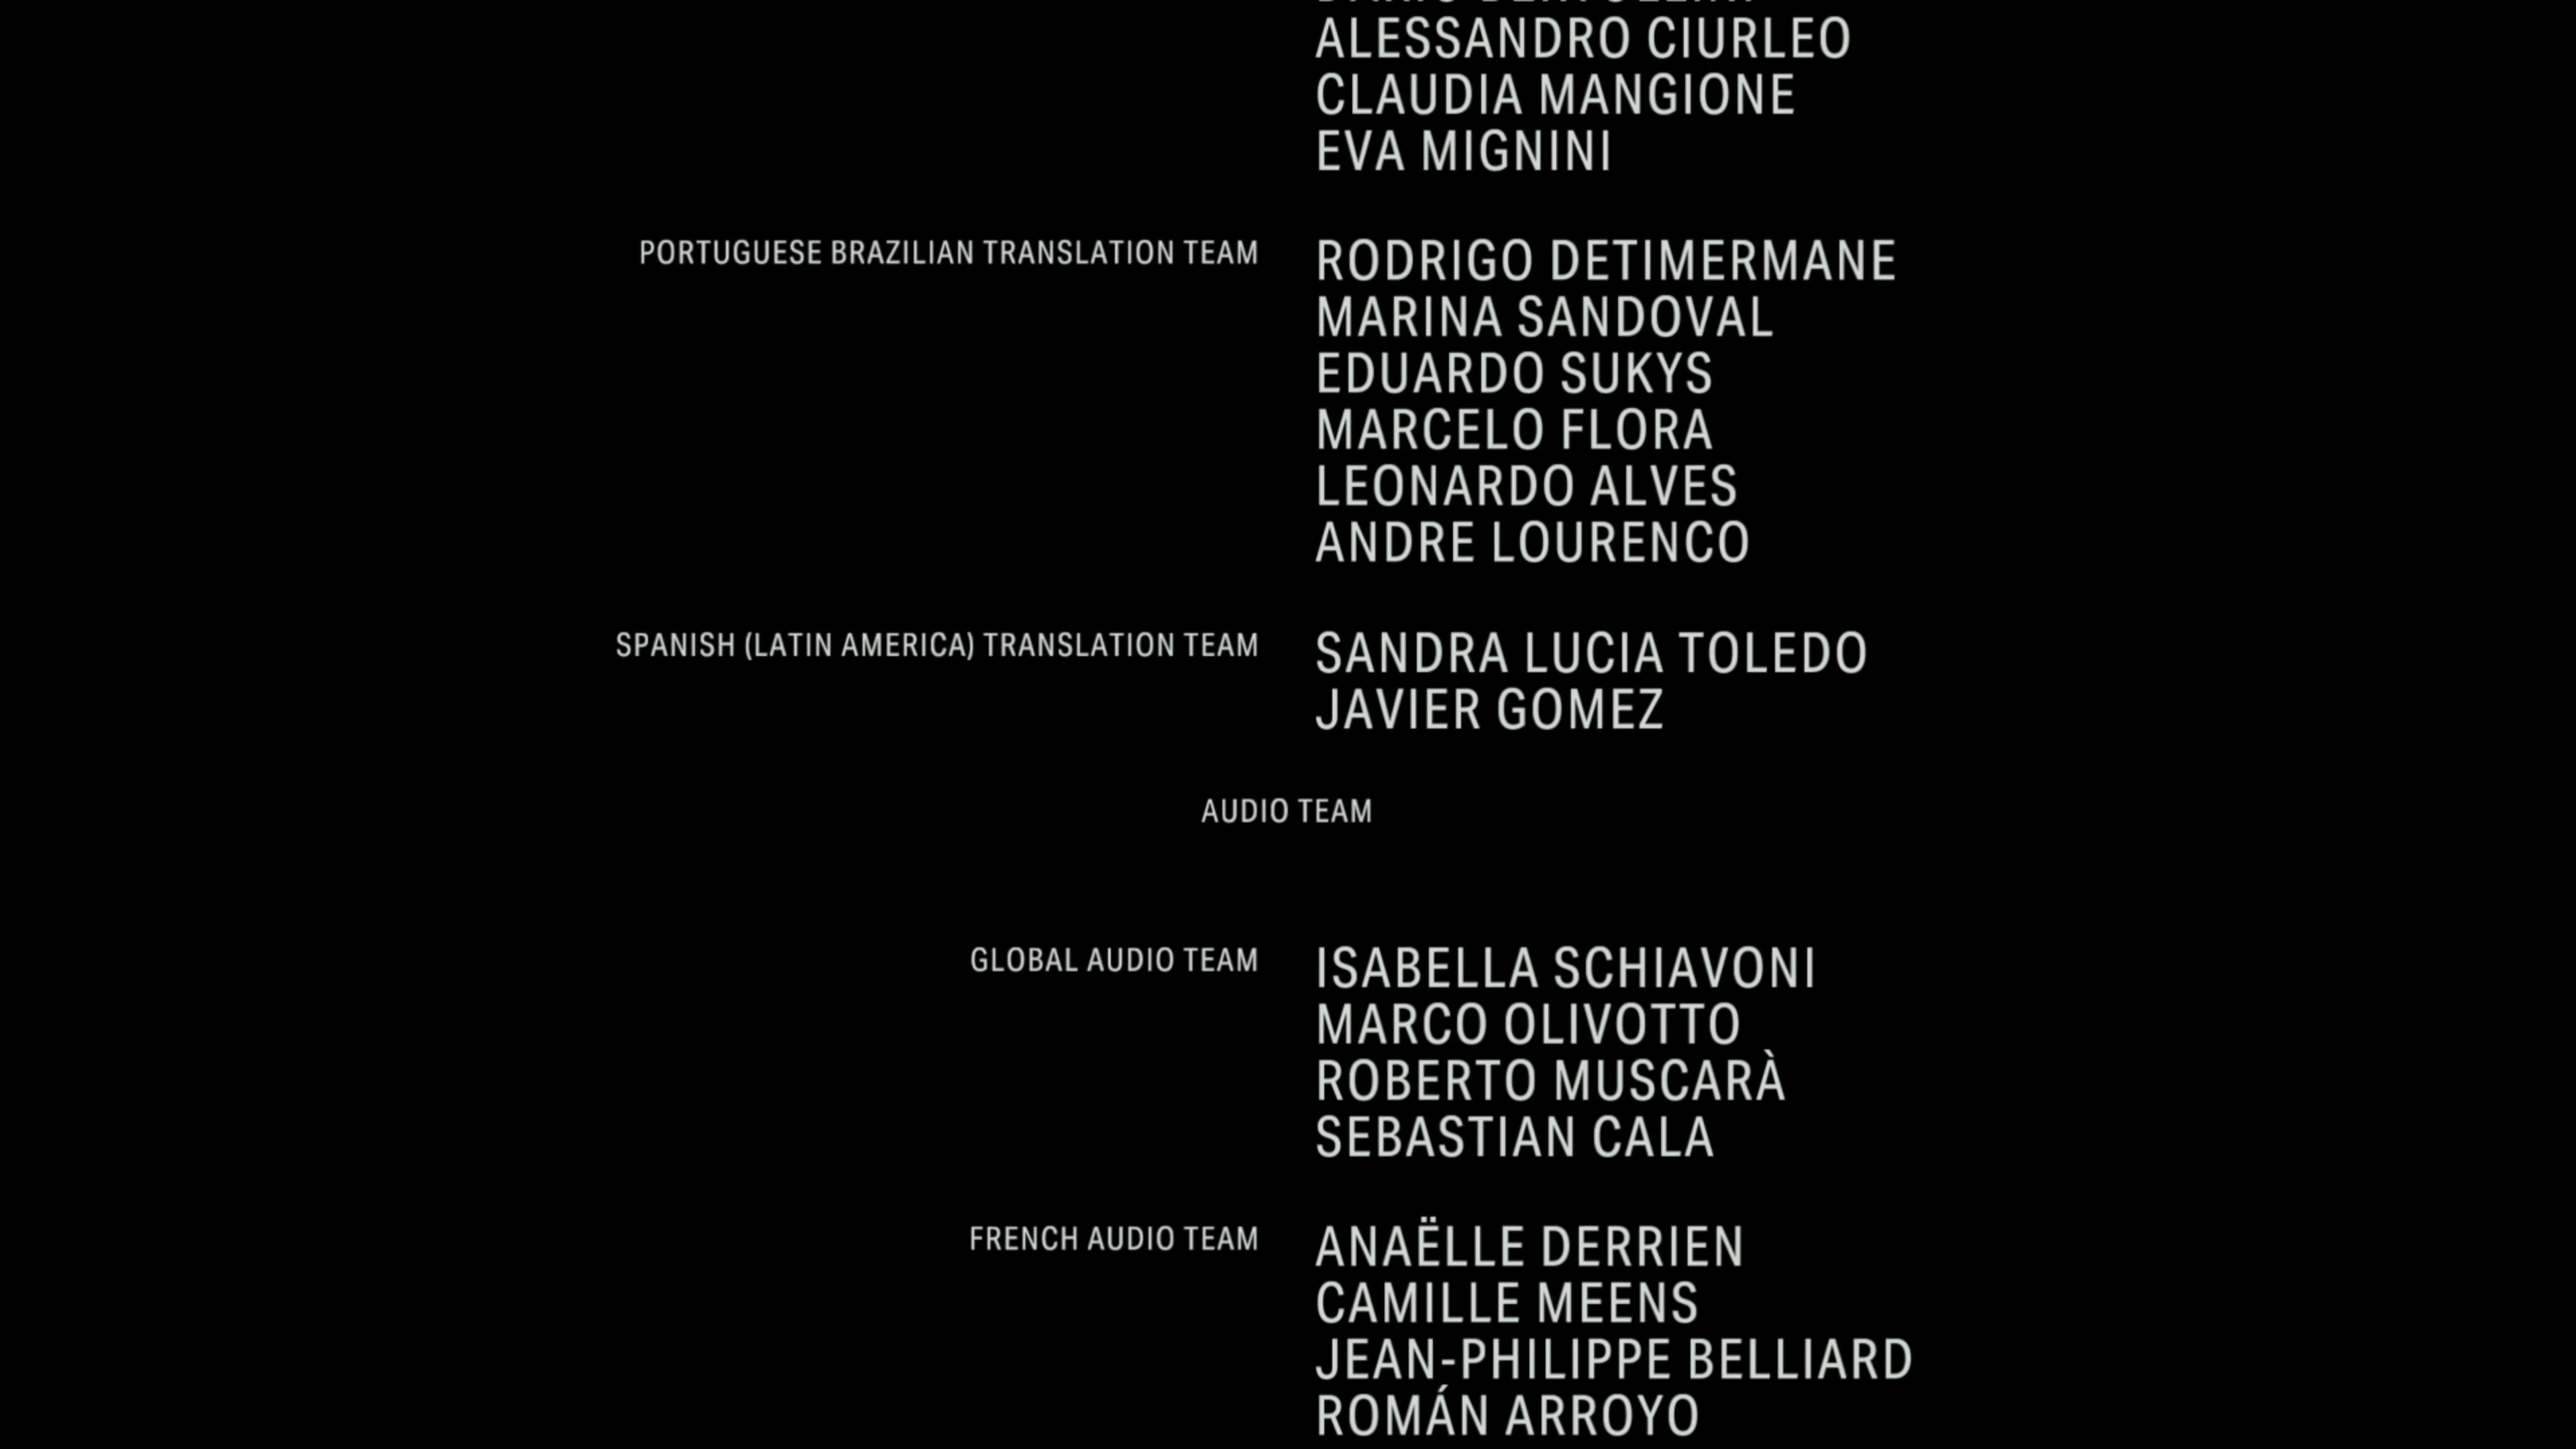 ALESSANDRO CIURLEO
CLAUDIA MANGIONE
EVA MIGNINI
PORTUGUESE BRAZILIAN TRANSLATION TEAM RODRIGO DETIMERMANE
MARINA SANDOVAL
EDUARDO SUKYS
MARCELO FLORA
LEONARDO ALVES
ANDRE LOURENCO
SPANISH (LATIN AMERICA) TRANSLATION TEAM SANDRA LUCIA TOLEDO
JAVIER GOMEZ
AUDIO TEAM
GLOBAL AUDIO TEAM ISABELLA SCHIAVONI
MARCO OLIVOTTO
ROBERTO MUSCARÀ
SEBASTIAN CALA
FRENCH AUDIO TEAM ANAËLLE DERRIEN
CAMILLE MEENS
JEAN-PHILIPPE BELLIARD
ROMÁN ARROYO